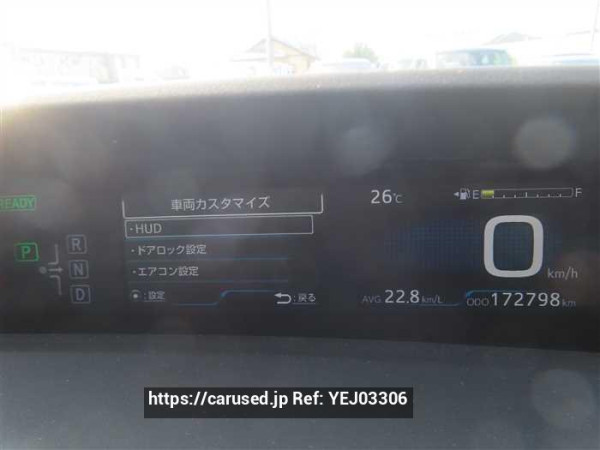 READY
車両カスタマイズ
26℃
E F
・HUD
・ドアロック設定
・エアコン設定
P
R
N
D
0 km/h
:設定 :戻る
AVG 22.8 km/L
ODO 172798 km
https://carused.jp Ref: YEJ03306